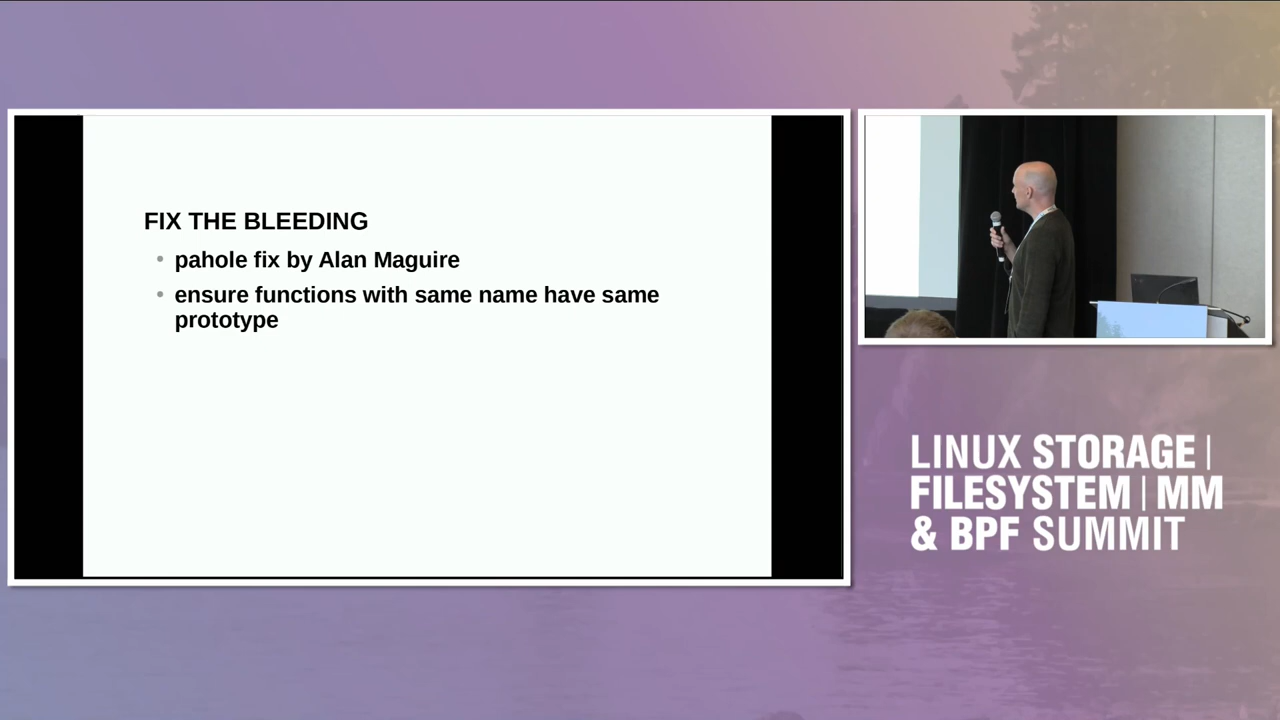 FIX THE BLEEDING
• pahole fix by Alan Maguire
• ensure functions with same name have same
prototype
LINUX STORAGE |
FILESYSTEM | MM
& BPF SUMMIT